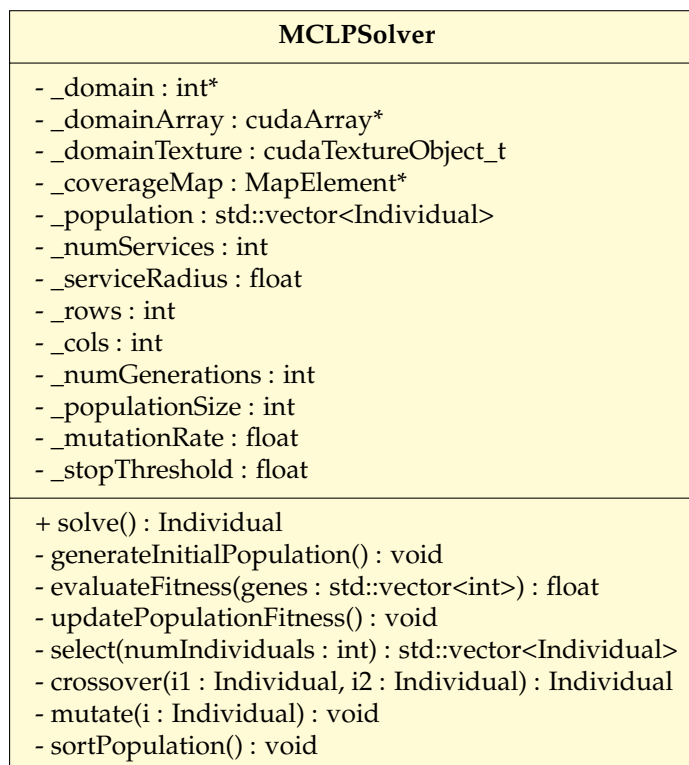 MCLPSolver
- _domain : int*
- _domainArray : cudaArray*
- _domainTexture : cudaTextureObject_t
- _coverageMap : MapElement*
- _population : std::vector<Individual>
- _numServices : int
- _serviceRadius : float
- _rows : int
- _cols : int
- _numGenerations : int
- _populationSize : int
- _mutationRate : float
- _stopThreshold : float
+ solve() : Individual
- generateInitialPopulation() : void
- evaluateFitness(genes : std::vector<int>) : float
- updatePopulationFitness() : void
- select(numIndividuals : int) : std::vector<Individual>
- crossover(i1 : Individual, i2 : Individual) : Individual
- mutate(i : Individual) : void
- sortPopulation() : void